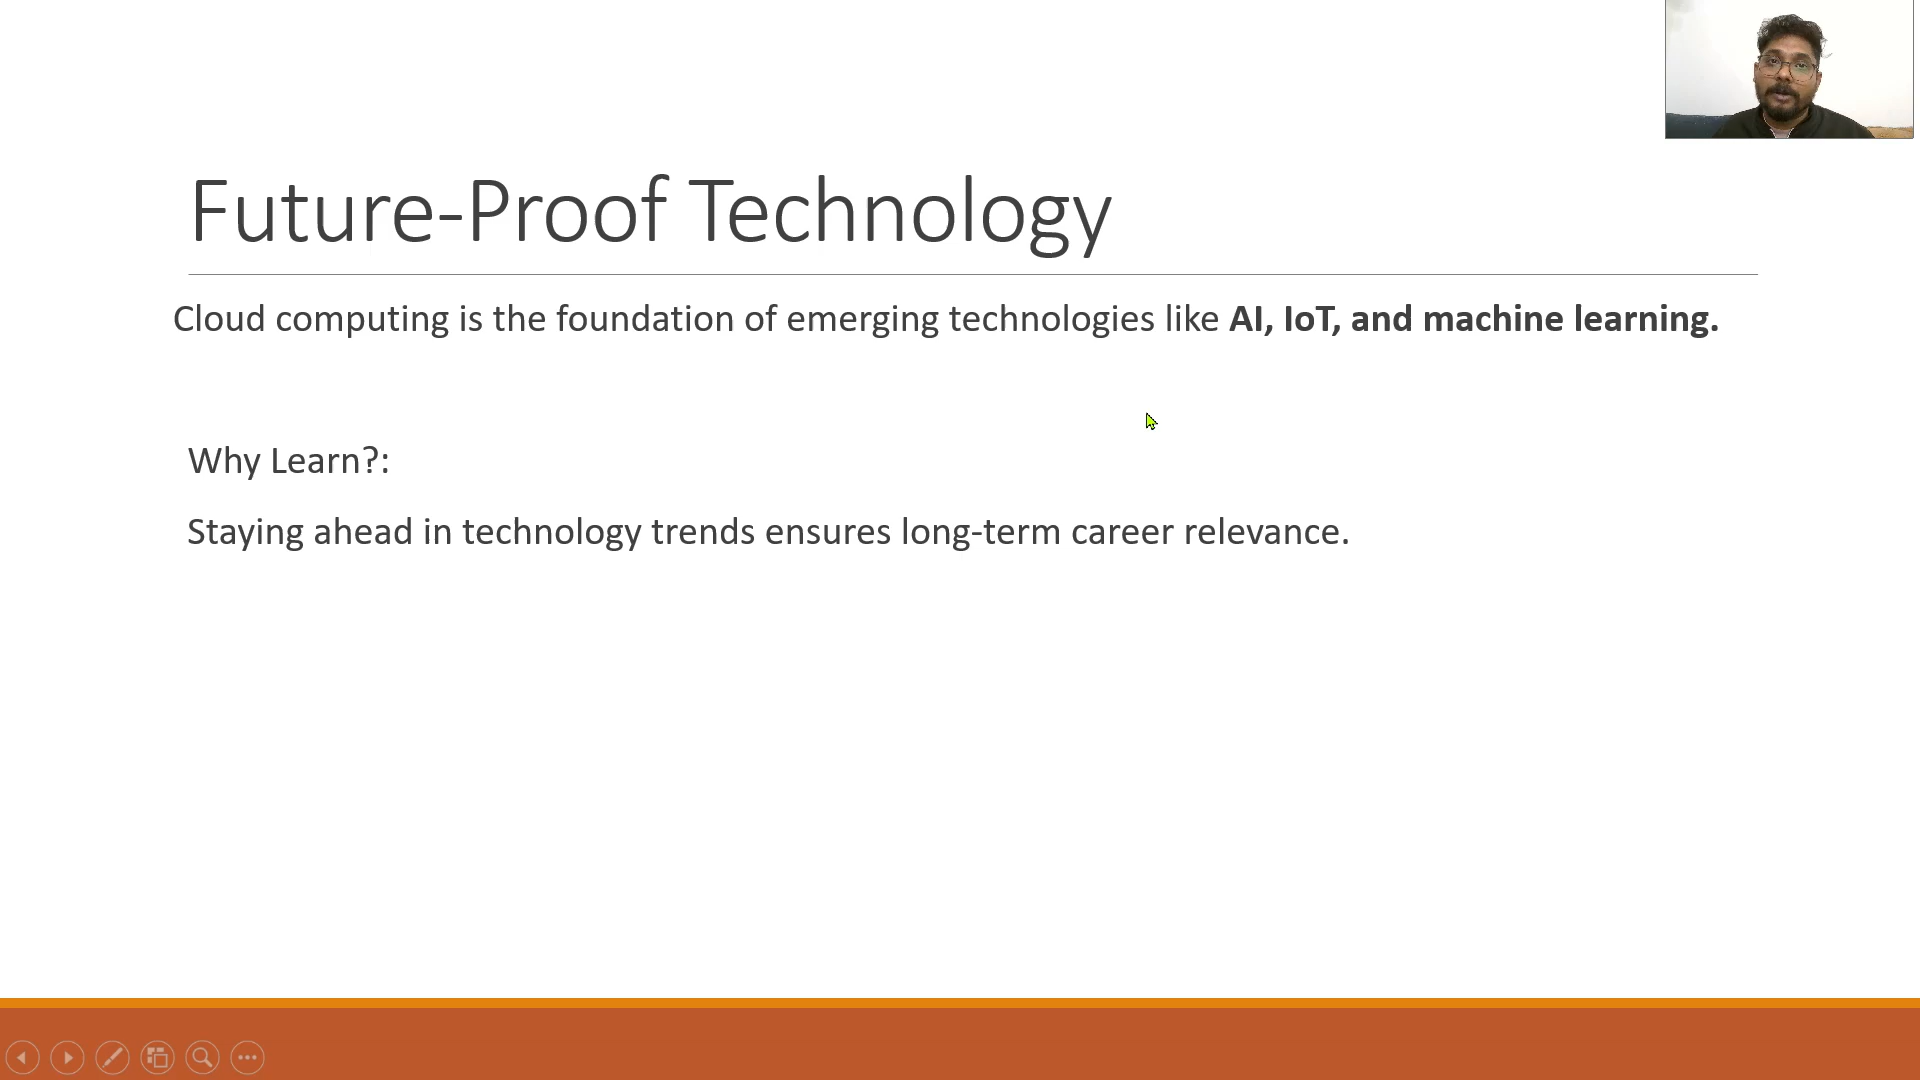 Future-Proof Technology
Cloud computing is the foundation of emerging technologies like AI, IoT, and machine learning.
Why Learn?:
Staying ahead in technology trends ensures long-term career relevance.